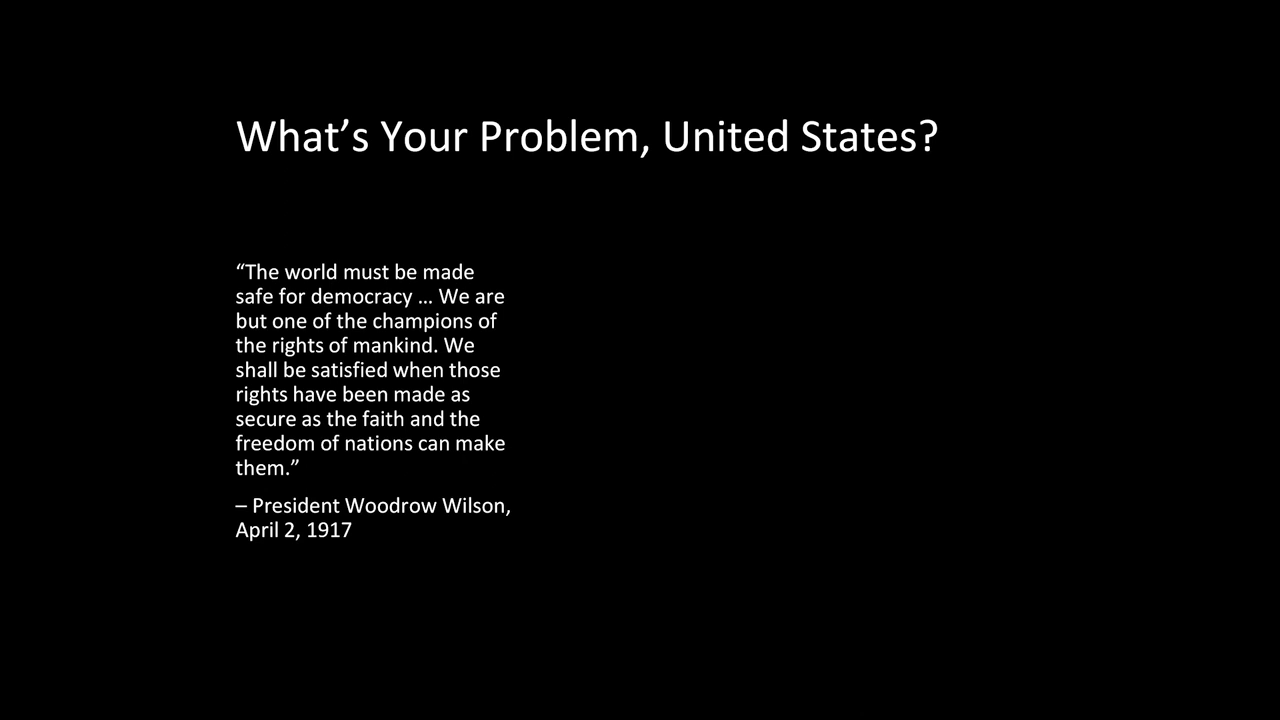 What’s Your Problem, United States?
“The world must be made
safe for democracy … We are
but one of the champions of
the rights of mankind. We
shall be satisfied when those
rights have been made as
secure as the faith and the
freedom of nations can make
them.”
– President Woodrow Wilson,
April 2, 1917